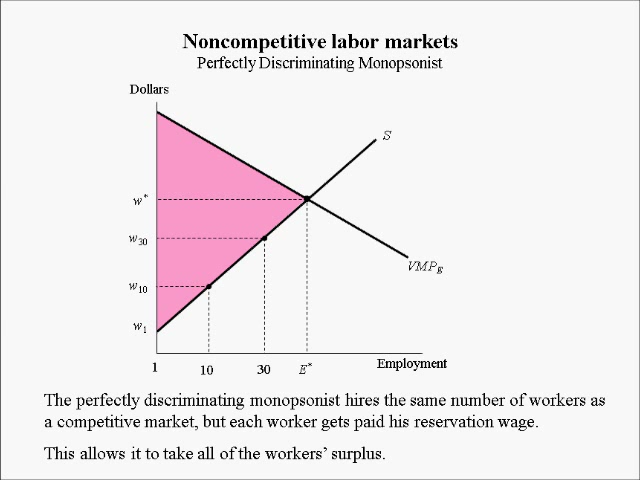 Noncompetitive labor markets
Perfectly Discriminating Monopsonist
Dollars
S
w*
w30
VMPE
w10
w1
1
10
30
E*
Employment
The perfectly discriminating monopsonist hires the same number of workers as
a competitive market, but each worker gets paid his reservation wage.
This allows it to take all of the workers’ surplus.